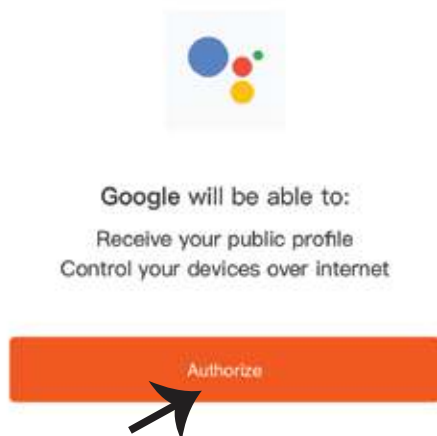 Google will be able to:
Receive your public profile
Control your devices over internet
Authorize